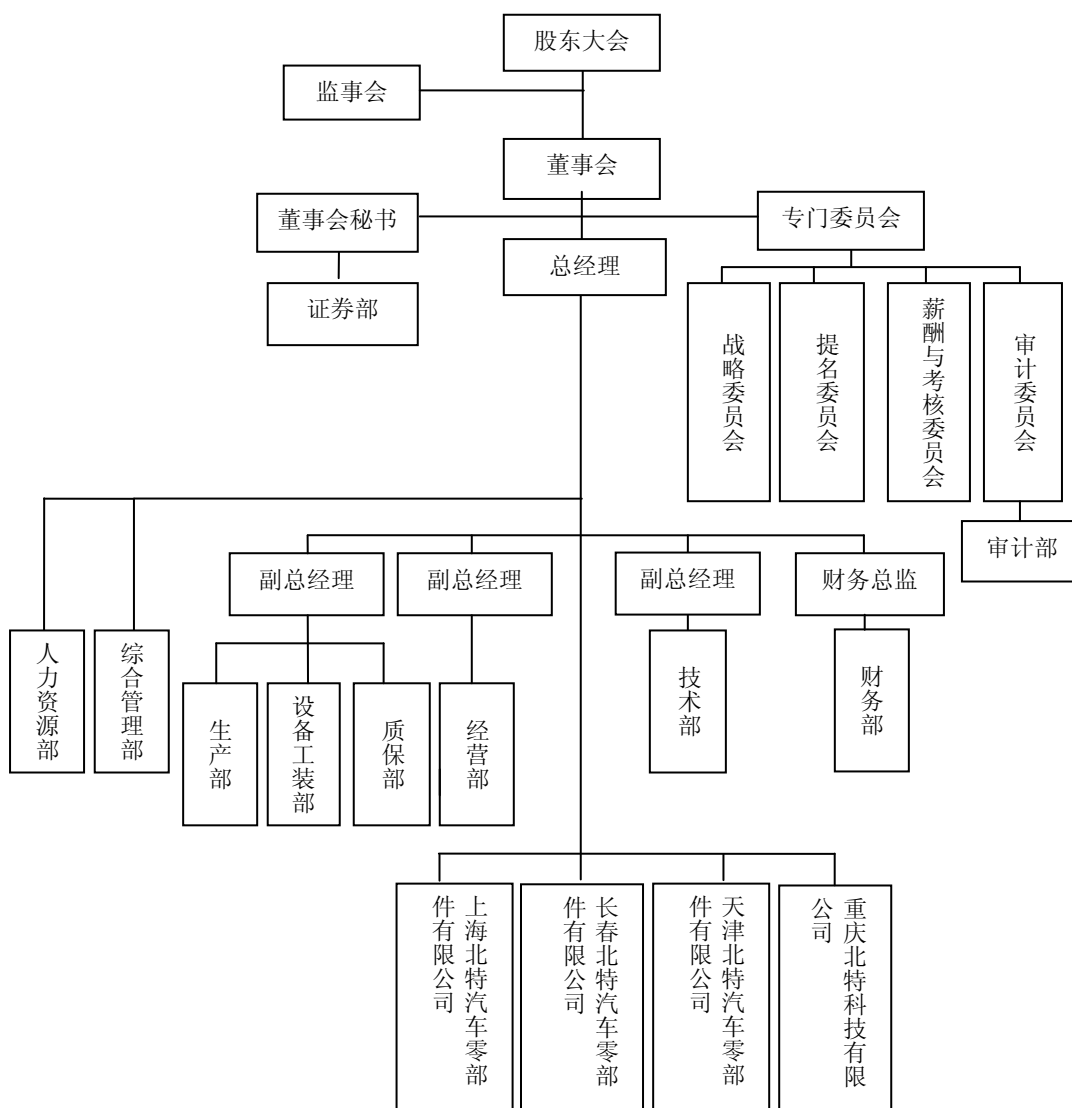 股东大会
监事会
董事会
董事会秘书
专门委员会
总经理
证券部
战略委员会
提名委员会
薪酬与考核委员会
审计委员会
审计部
副总经理
副总经理
副总经理
财务总监
人力资源部
综合管理部
生产部
设备工装部
质保部
经营部
技术部
财务部
上海北特汽车零部
件有限公司
长春北特汽车零部
件有限公司
天津北特汽车零部
件有限公司
重庆北特科技有限
公司